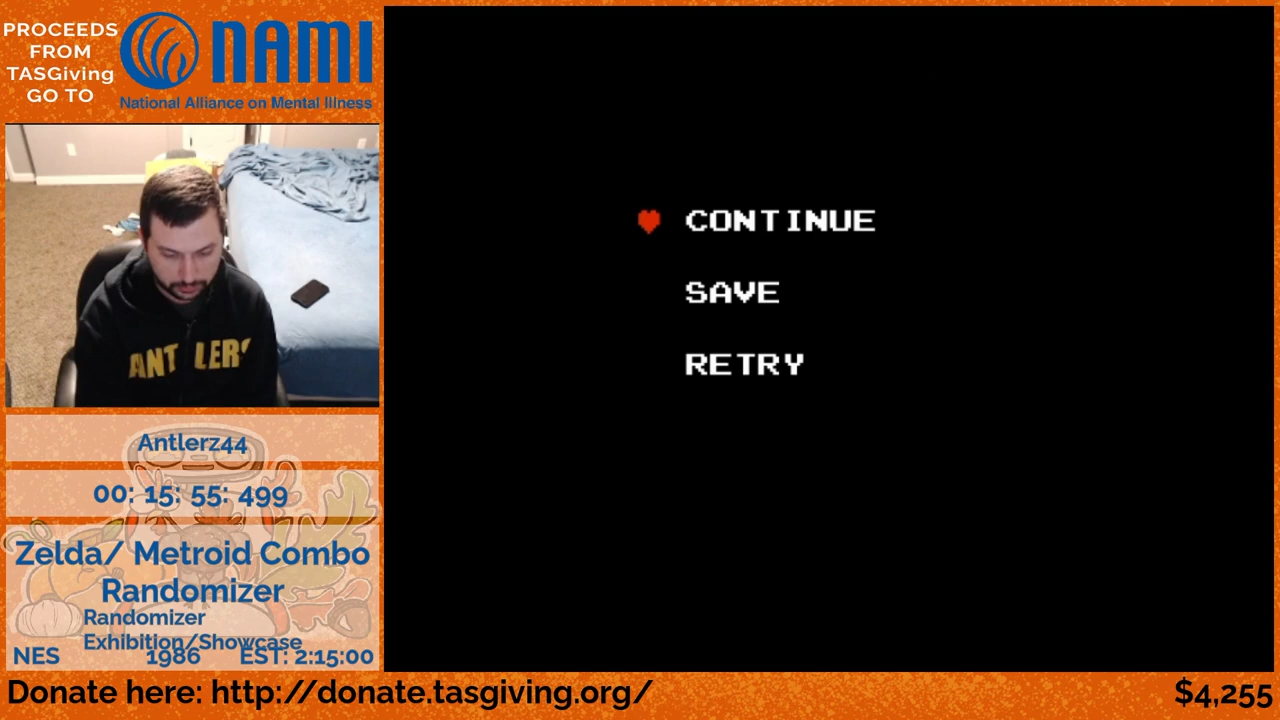 PROCEEDS
FROM
TASGiving
GO TO
NAMI
National Alliance on Mental Illness
CONTINUE
SAVE
RETRY
ANTLERS
Antlerz44
00: 15: 55: 499
Zelda/ Metroid Combo
Randomizer
Randomizer
Exhibition/Showcase
NES 1986 EST: 2:15:00
Donate here: http://donate.tasgiving.org/ $4,255